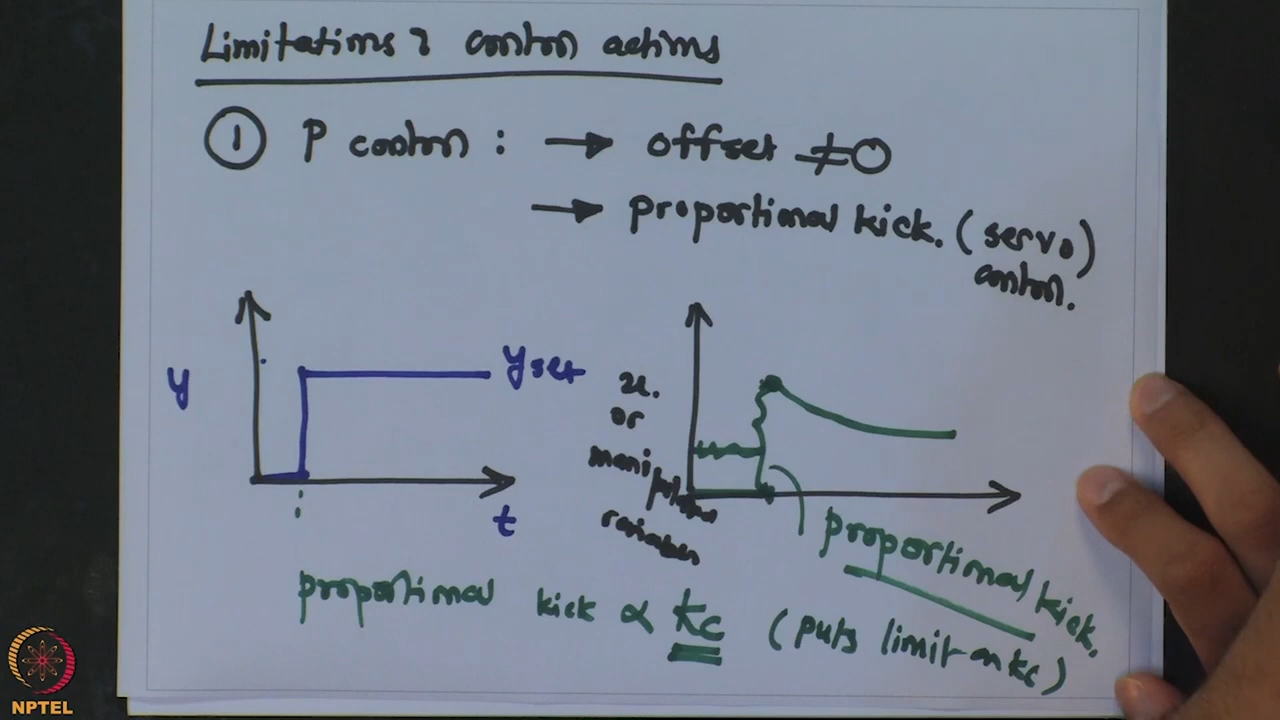 Limitations of control actions
① P control : → offset ≠ 0
→ proportional kick. (servo)
control.
y
yset
t
u.
or
manipulated
variable
proportional kick.
proportional kick ∝ kc (puts limit on kc)
NPTEL